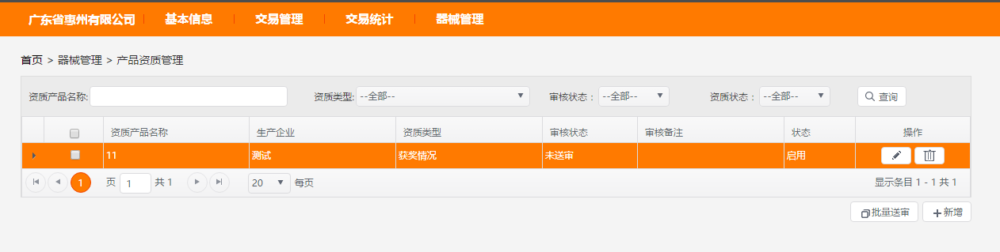 广东省惠州有限公司 基本信息 交易管理 交易统计 器械管理
首页 > 器械管理 > 产品资质管理
资质产品名称: 资质类型: --全部-- 审核状态： --全部-- 资质状态： --全部-- 查询
资质产品名称 生产企业 资质类型 审核状态 审核备注 状态 操作
11 测试 获奖情况 未送审 启用
1 页 1 共 1 20 每页 显示条目 1 - 1 共 1
批量送审 新增